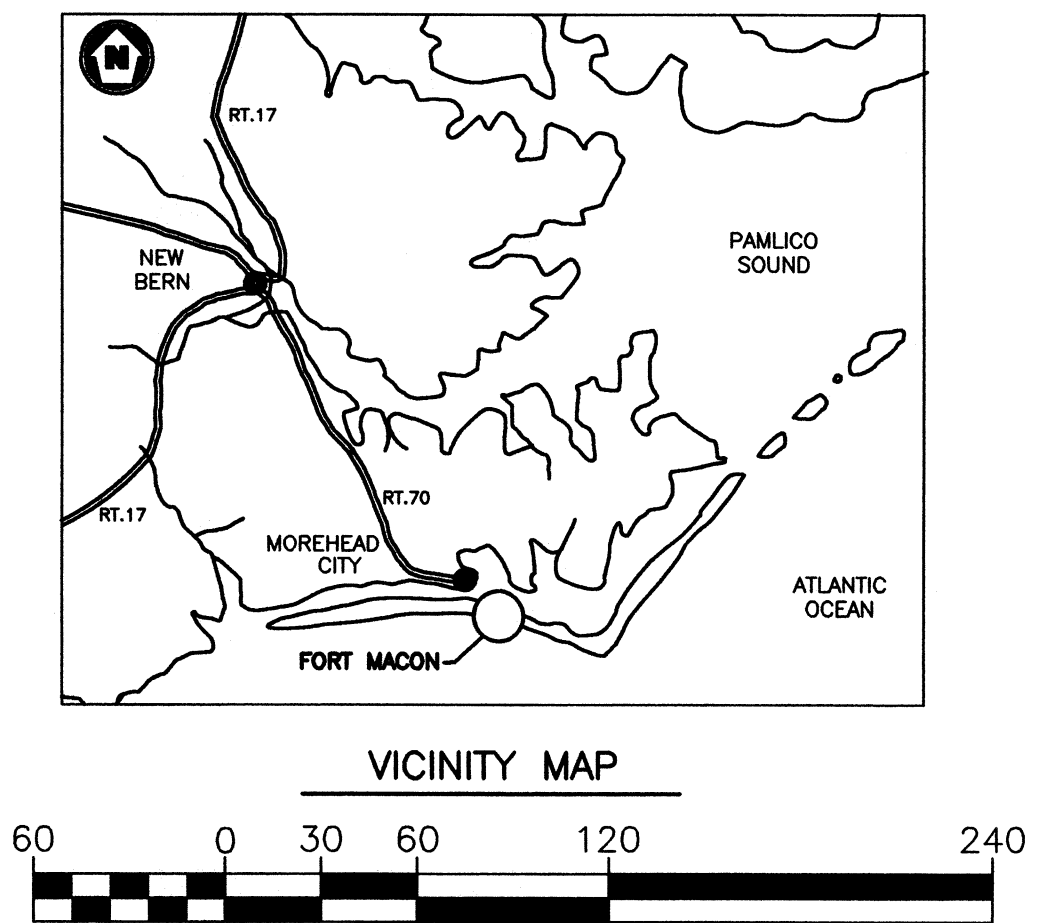 N
RT.17
PAMLICO
SOUND
NEW
BERN
RT.70
RT.17
MOREHEAD
CITY
ATLANTIC
OCEAN
FORT MACON
VICINITY MAP
60 0 30 60 120 240